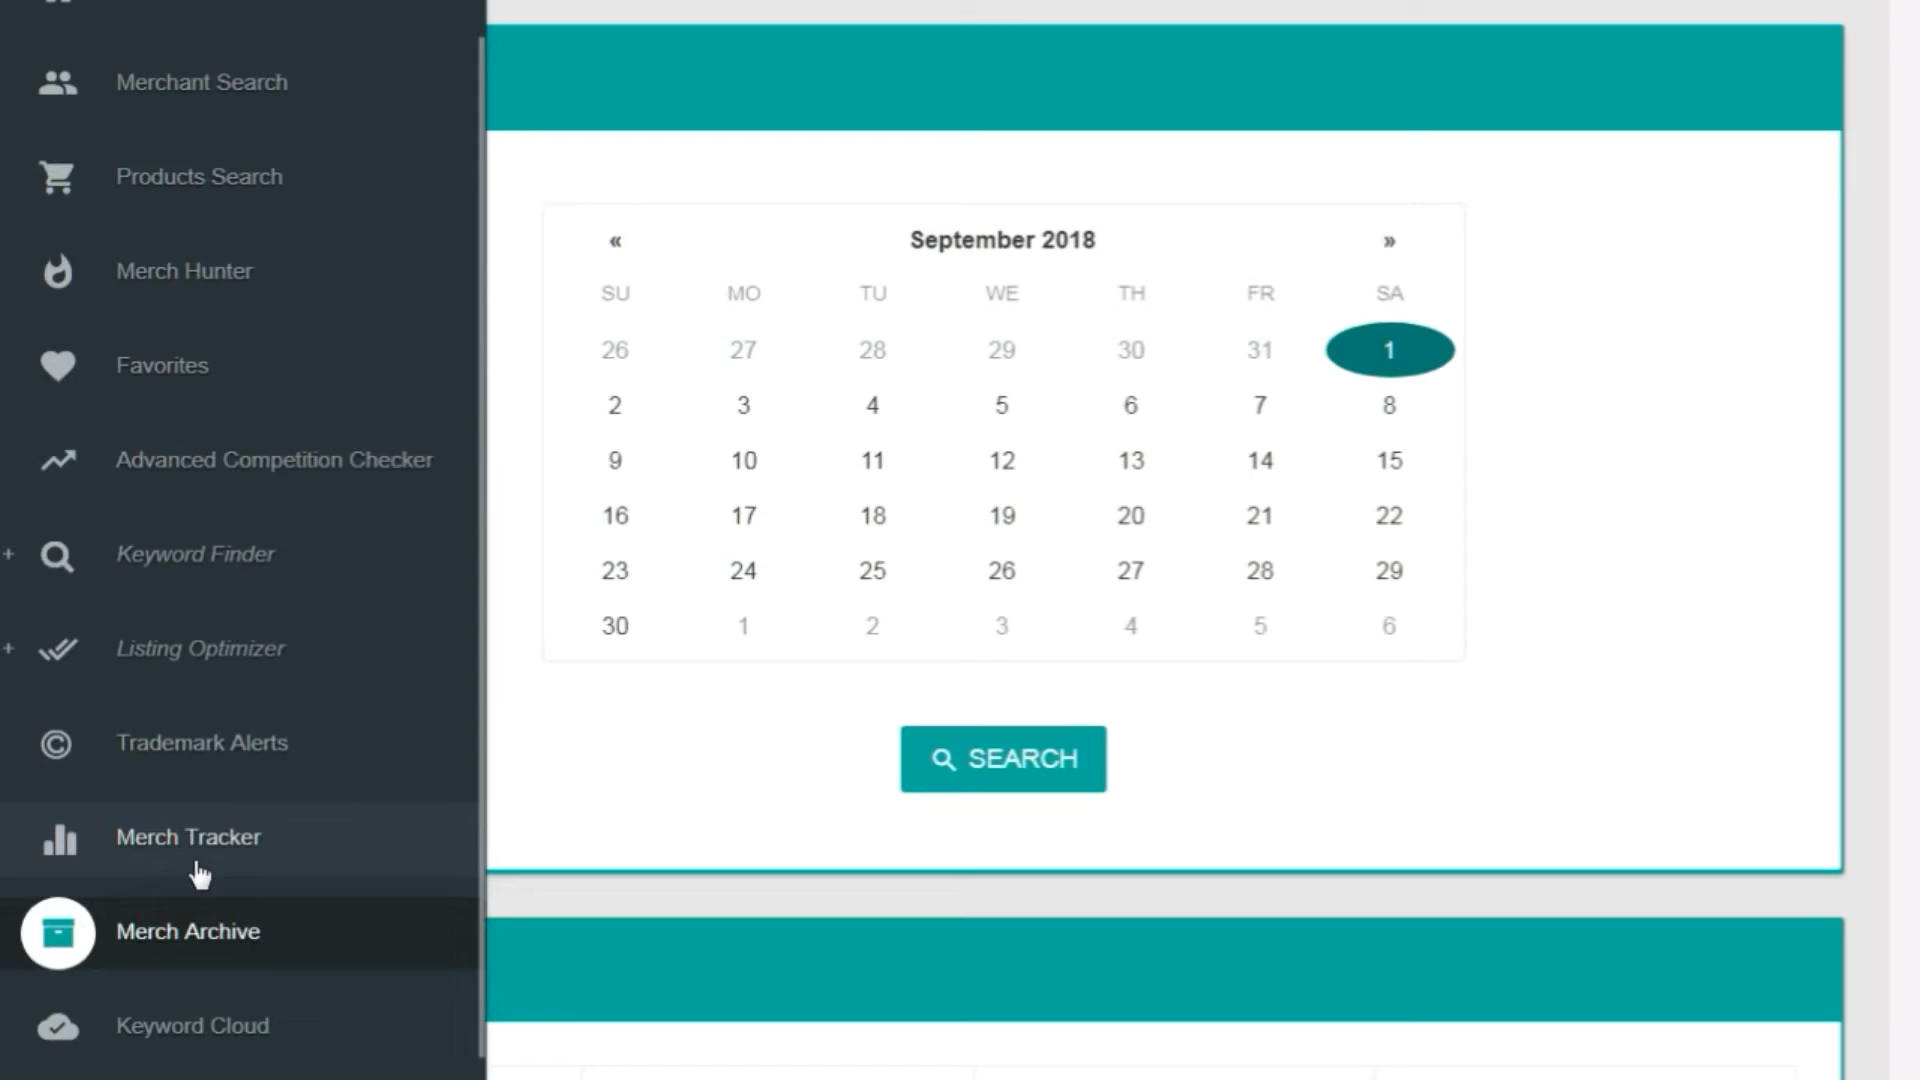 Merchant Search
Products Search
Merch Hunter
Favorites
Advanced Competition Checker
+ Keyword Finder
+ Listing Optimizer
Trademark Alerts
Merch Tracker
Merch Archive
Keyword Cloud
« September 2018 »
SU MO TU WE TH FR SA
26 27 28 29 30 31 1
2 3 4 5 6 7 8
9 10 11 12 13 14 15
16 17 18 19 20 21 22
23 24 25 26 27 28 29
30 1 2 3 4 5 6
SEARCH